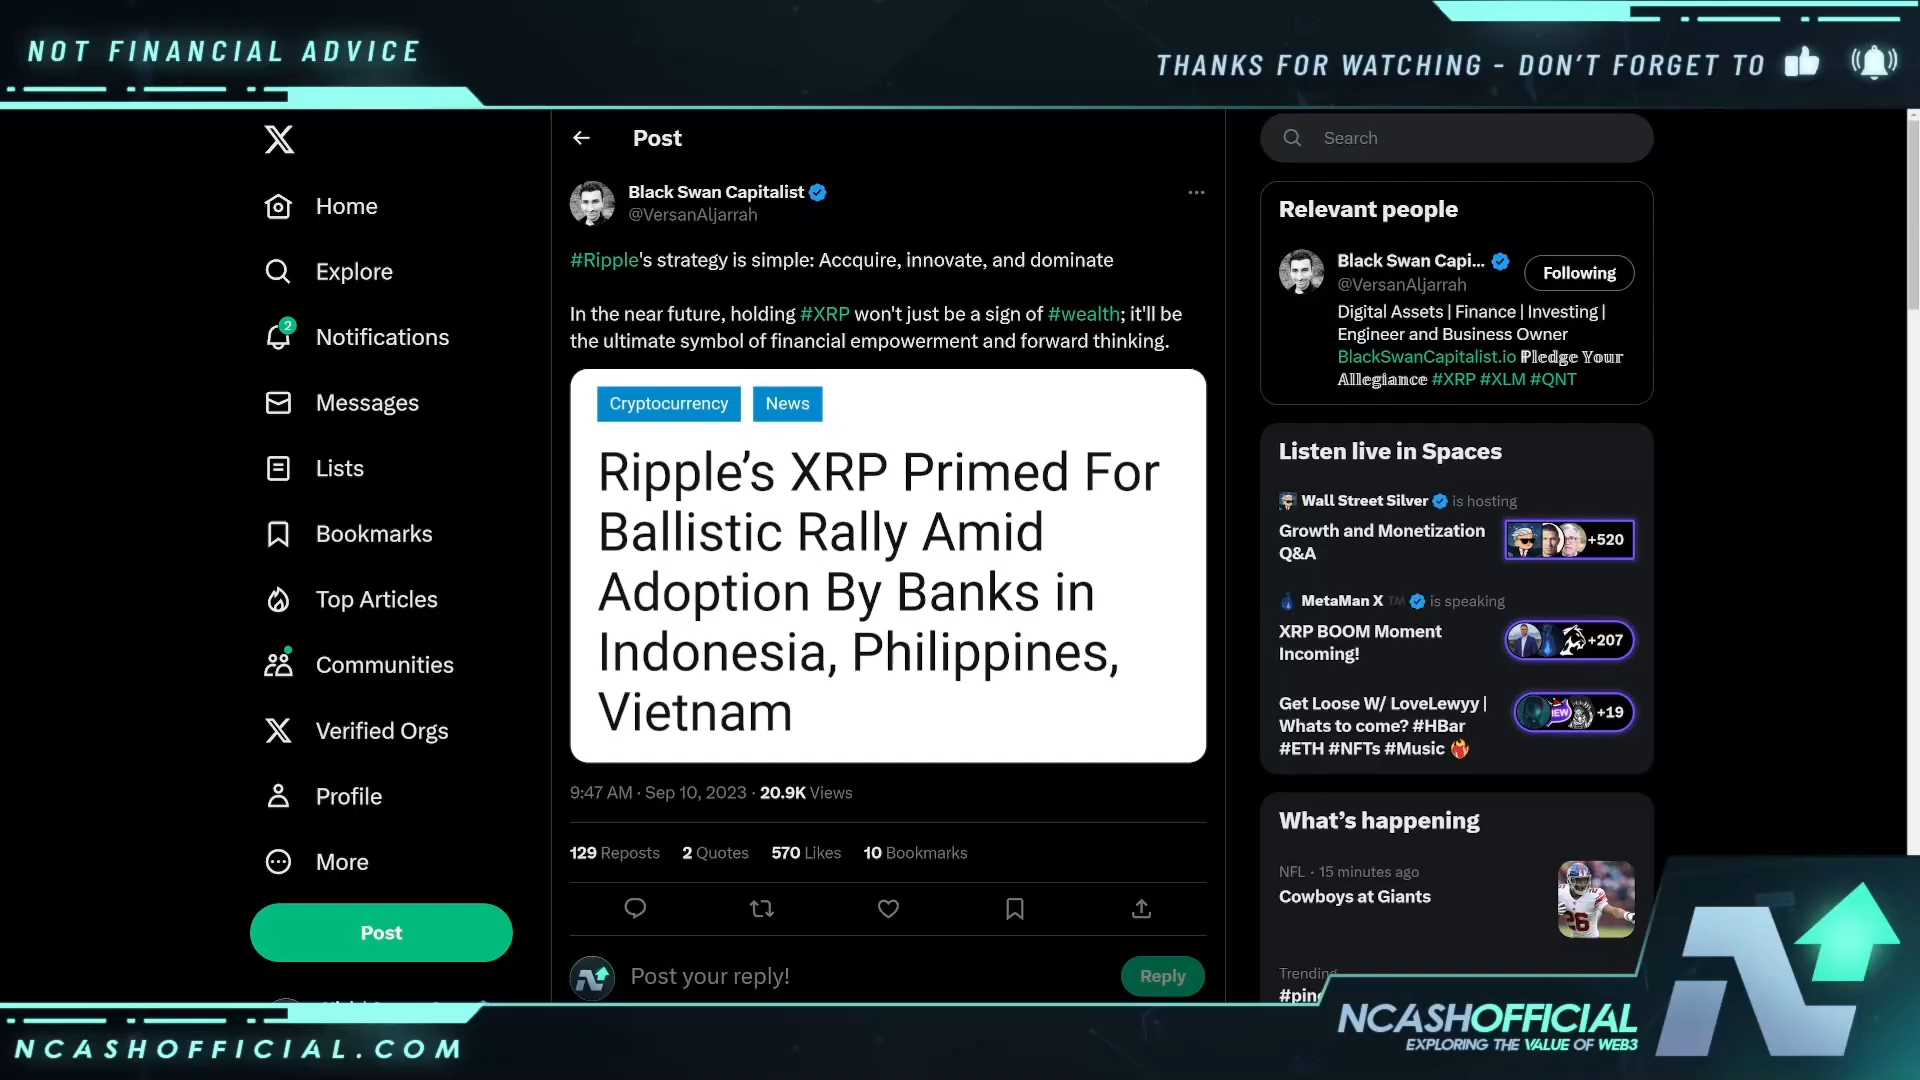 NOT FINANCIAL ADVICE
THANKS FOR WATCHING - DON'T FORGET TO
Home
Explore
2
Notifications
Messages
Lists
Bookmarks
Top Articles
Communities
Verified Orgs
Profile
More
Post
Post
Black Swan Capitalist
@VersanAljarrah
#Ripple's strategy is simple: Accquire, innovate, and dominate
In the near future, holding #XRP won't just be a sign of #wealth; it'll be
the ultimate symbol of financial empowerment and forward thinking.
Cryptocurrency News
Ripple’s XRP Primed For
Ballistic Rally Amid
Adoption By Banks in
Indonesia, Philippines,
Vietnam
9:47 AM · Sep 10, 2023 · 20.9K Views
129 Reposts 2 Quotes 570 Likes 10 Bookmarks
Post your reply!
Reply
Search
Relevant people
Black Swan Capi...
@VersanAljarrah
Following
Digital Assets | Finance | Investing |
Engineer and Business Owner
BlackSwanCapitalist.io ℙledge 𝕐our
𝔸llegiance #XRP #XLM #QNT
Listen live in Spaces
Wall Street Silver is hosting
Growth and Monetization
Q&A
+520
MetaMan X ™ is speaking
XRP BOOM Moment
Incoming!
+207
Get Loose W/ LoveLewyy |
Whats to come? #HBar
#ETH #NFTs #Music 🔥
+19
What’s happening
NFL · 15 minutes ago
Cowboys at Giants
26
Trending
NCASHOFFICIAL
EXPLORING THE VALUE OF WEB3
NCASHOFFICIAL.COM